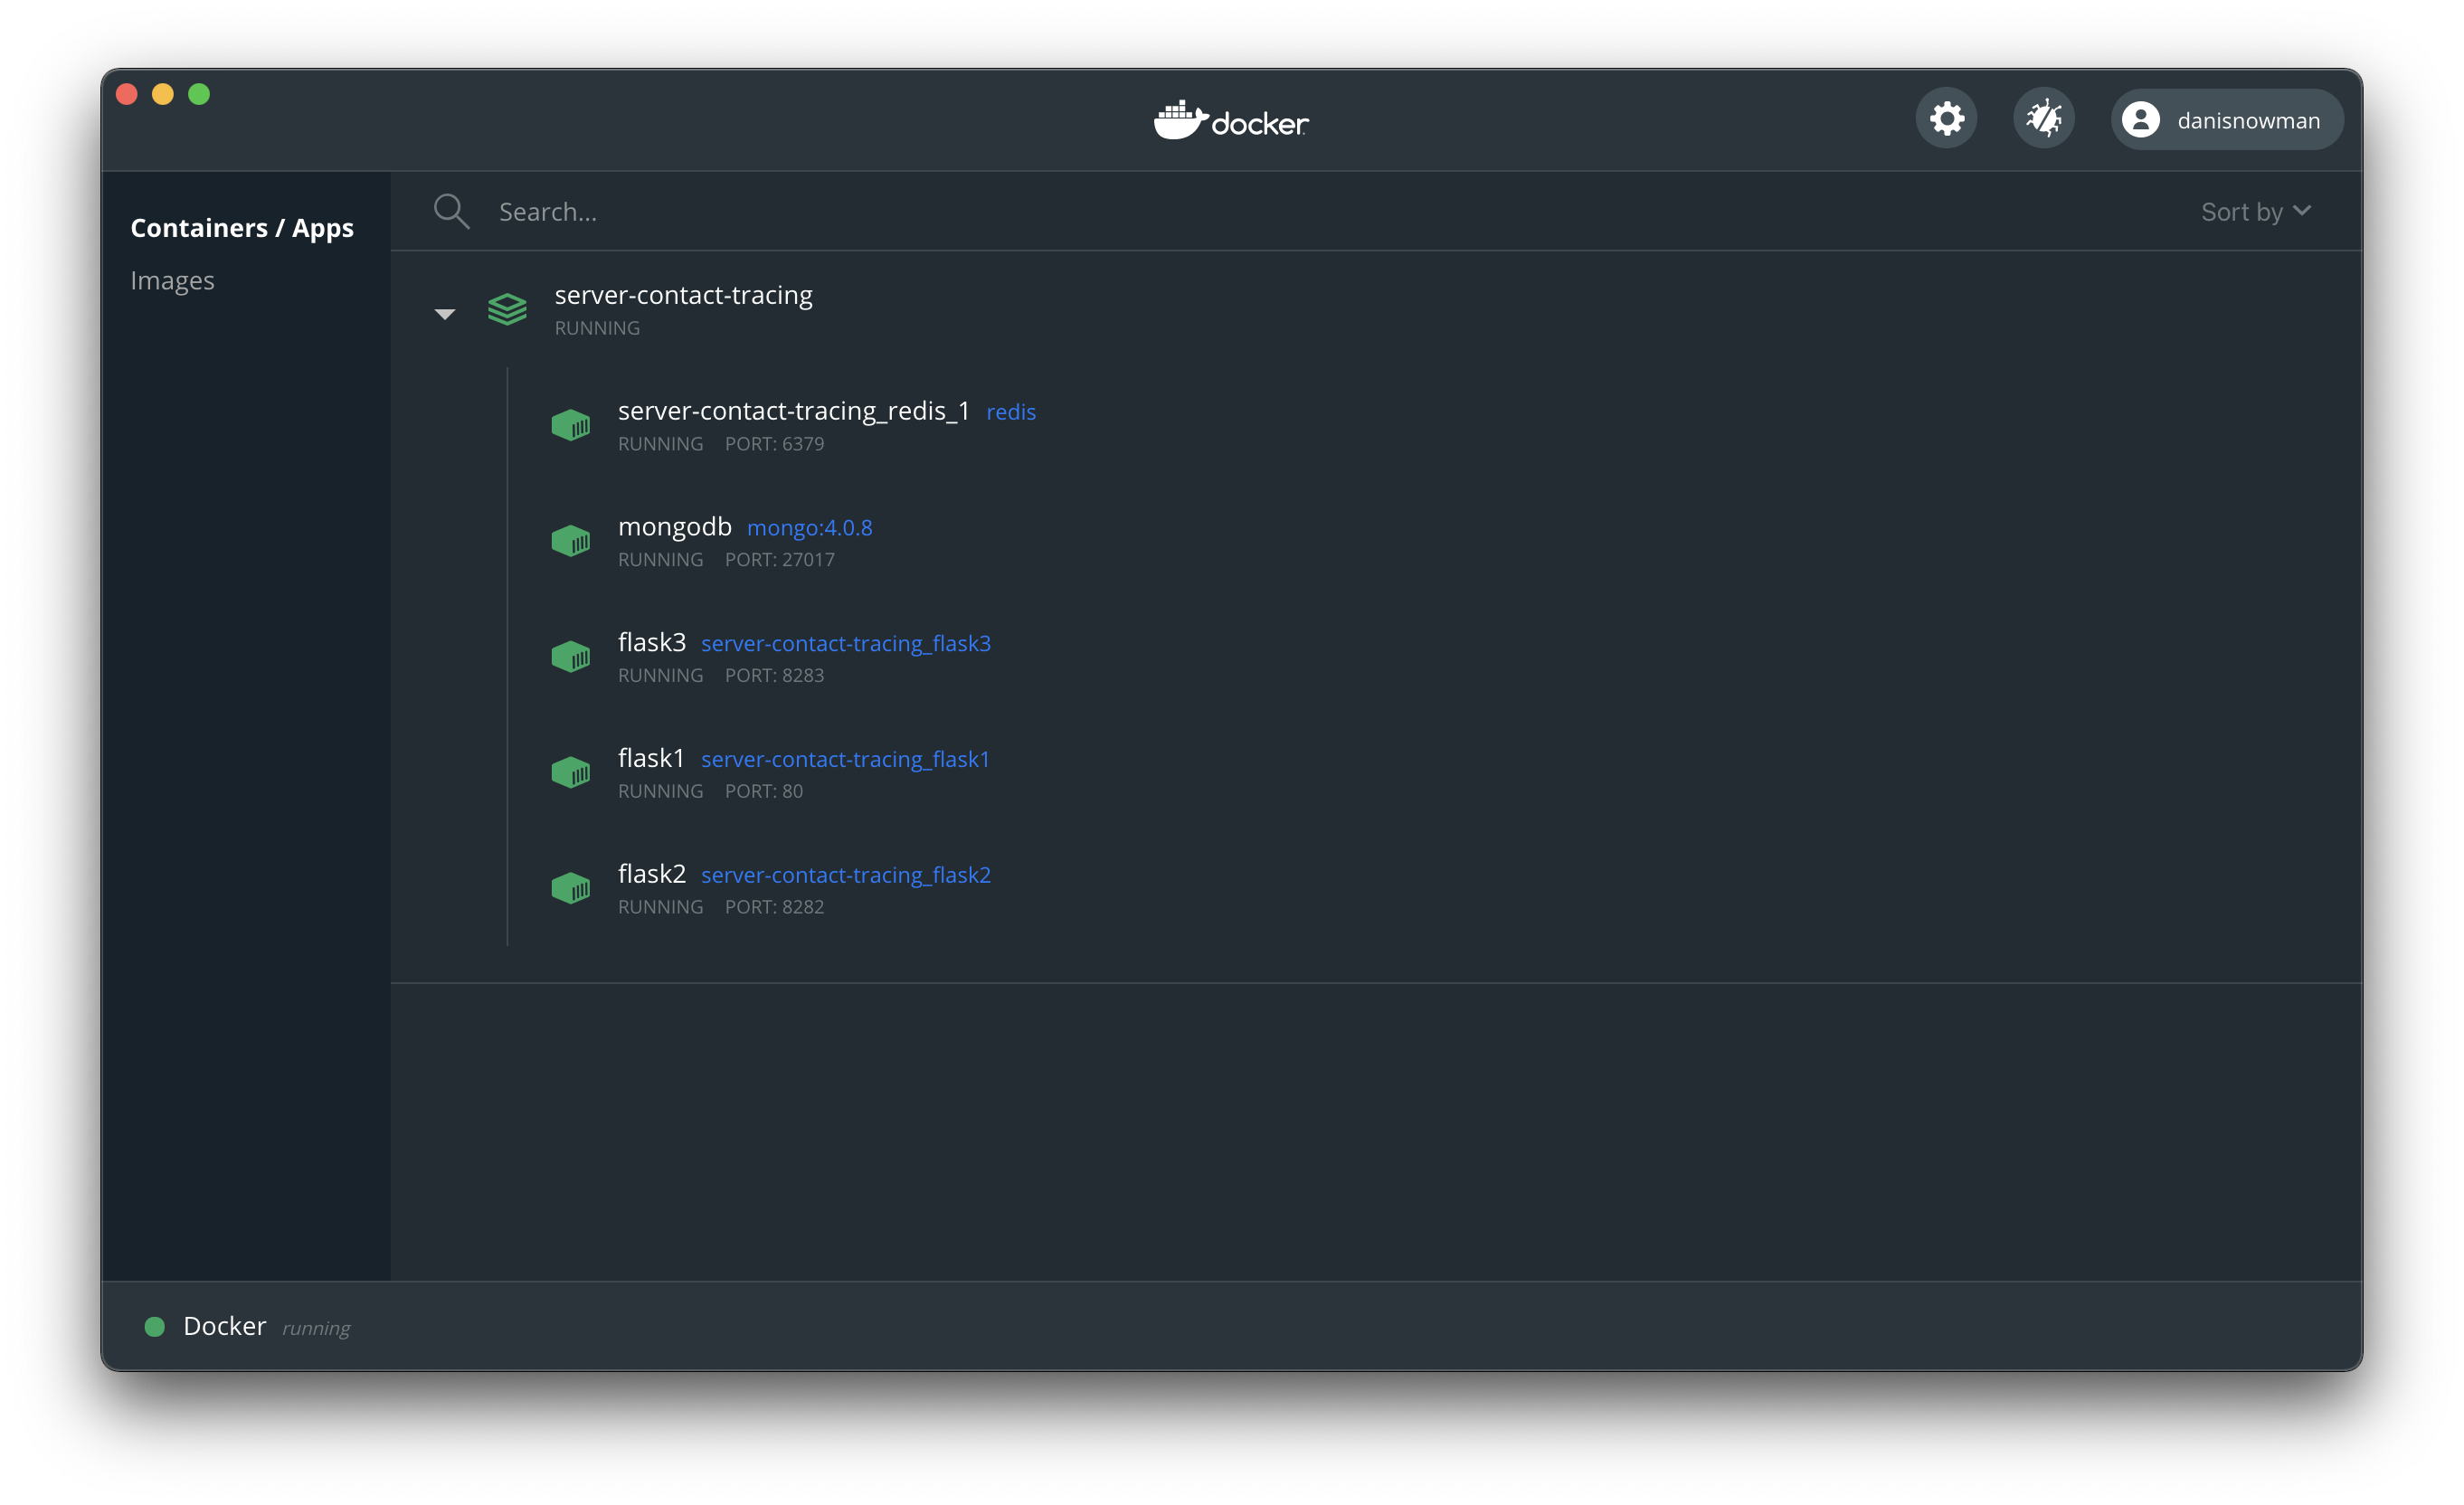 docker
danisnowman
Containers / Apps
Images
Search...
Sort by
server-contact-tracing
RUNNING
server-contact-tracing_redis_1 redis
RUNNING PORT: 6379
mongodb mongo:4.0.8
RUNNING PORT: 27017
flask3 server-contact-tracing_flask3
RUNNING PORT: 8283
flask1 server-contact-tracing_flask1
RUNNING PORT: 80
flask2 server-contact-tracing_flask2
RUNNING PORT: 8282
Docker running